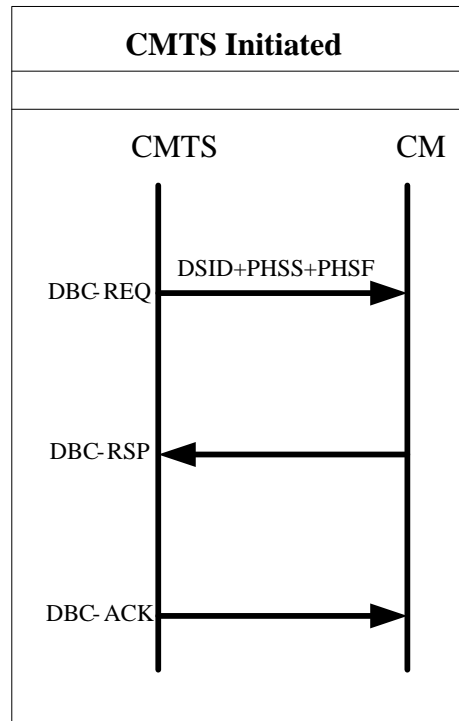 CMTS Initiated
CMTS CM
DSID+PHSS+PHSF
DBC-REQ
DBC-RSP
DBC-ACK